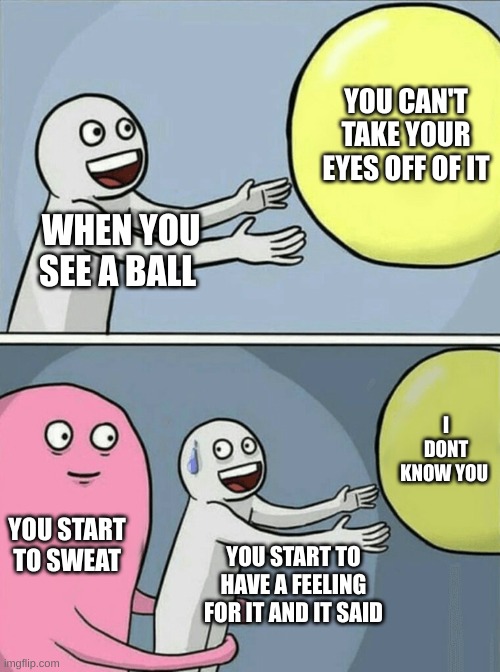 YOU CAN'T
TAKE YOUR
EYES OFF OF IT
WHEN YOU
SEE A BALL
I
DONT
KNOW YOU
YOU START
TO SWEAT
YOU START TO
HAVE A FEELING
FOR IT AND IT SAID
imgflip.com